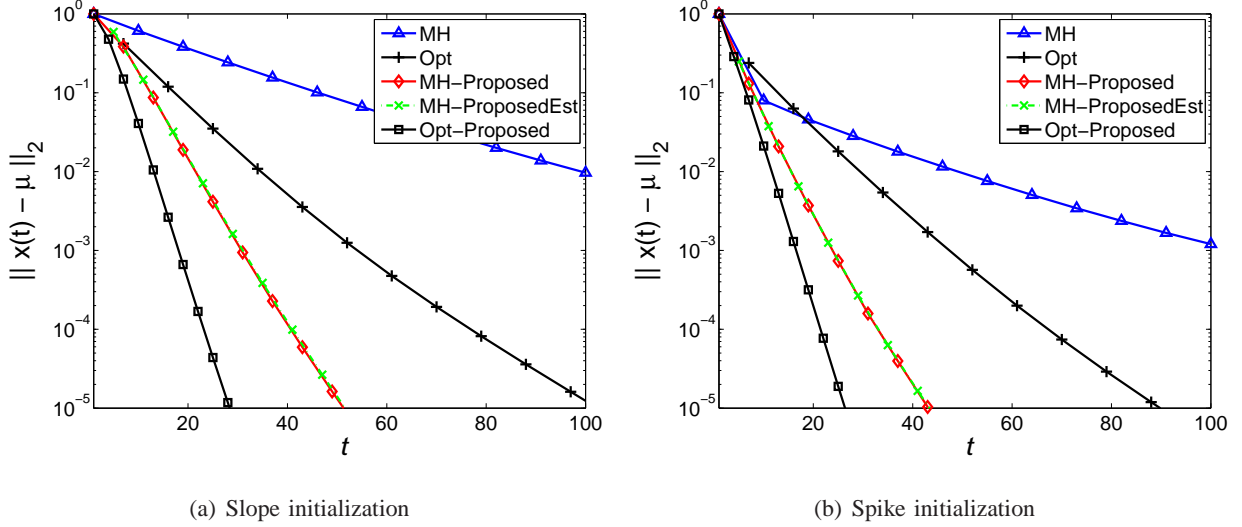 10^0
10^-1
10^-2
10^-3
10^-4
10^-5
|| x(t) − μ ||_2
20 40 60 80 100
t
MH
Opt
MH−Proposed
MH−ProposedEst
Opt−Proposed
(a) Slope initialization
10^0
10^-1
10^-2
10^-3
10^-4
10^-5
|| x(t) − μ ||_2
20 40 60 80 100
t
MH
Opt
MH−Proposed
MH−ProposedEst
Opt−Proposed
(b) Spike initialization